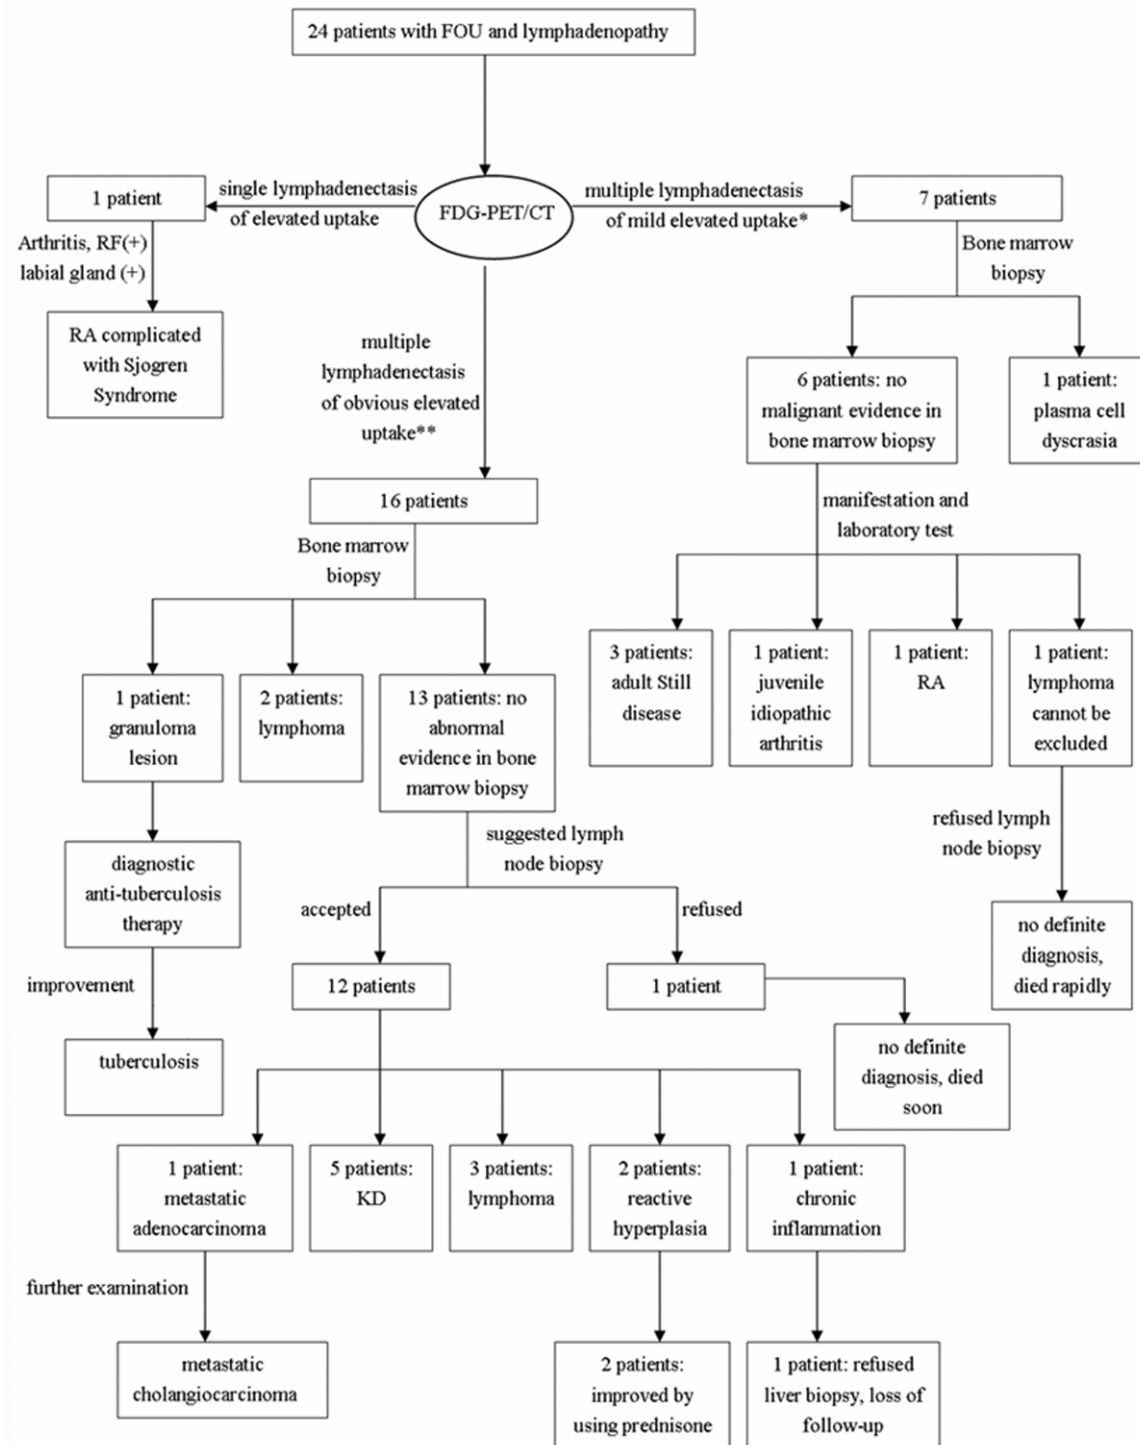 24 patients with FOU and lymphadenopathy
1 patient
single lymphadenectasis
of elevated uptake
FDG-PET/CT
multiple lymphadenectasis
of mild elevated uptake*
7 patients
Arthritis, RF(+)
labial gland (+)
Bone marrow
biopsy
RA complicated
with Sjogren
Syndrome
multiple
lymphadenectasis
of obvious elevated
uptake**
6 patients: no
malignant evidence in
bone marrow biopsy
1 patient:
plasma cell
dyscrasia
16 patients
manifestation and
laboratory test
Bone marrow
biopsy
3 patients:
adult Still
disease
1 patient:
juvenile
idiopathic
arthritis
1 patient:
RA
1 patient:
lymphoma
cannot be
excluded
1 patient:
granuloma
lesion
2 patients:
lymphoma
13 patients: no
abnormal
evidence in bone
marrow biopsy
suggested lymph
node biopsy
refused lymph
node biopsy
diagnostic
anti-tuberculosis
therapy
accepted
refused
no definite
diagnosis,
died rapidly
improvement
12 patients
1 patient
tuberculosis
no definite
diagnosis, died
soon
1 patient:
metastatic
adenocarcinoma
5 patients:
KD
3 patients:
lymphoma
2 patients:
reactive
hyperplasia
1 patient:
chronic
inflammation
further examination
metastatic
cholangiocarcinoma
2 patients:
improved by
using prednisone
1 patient: refused
liver biopsy, loss of
follow-up